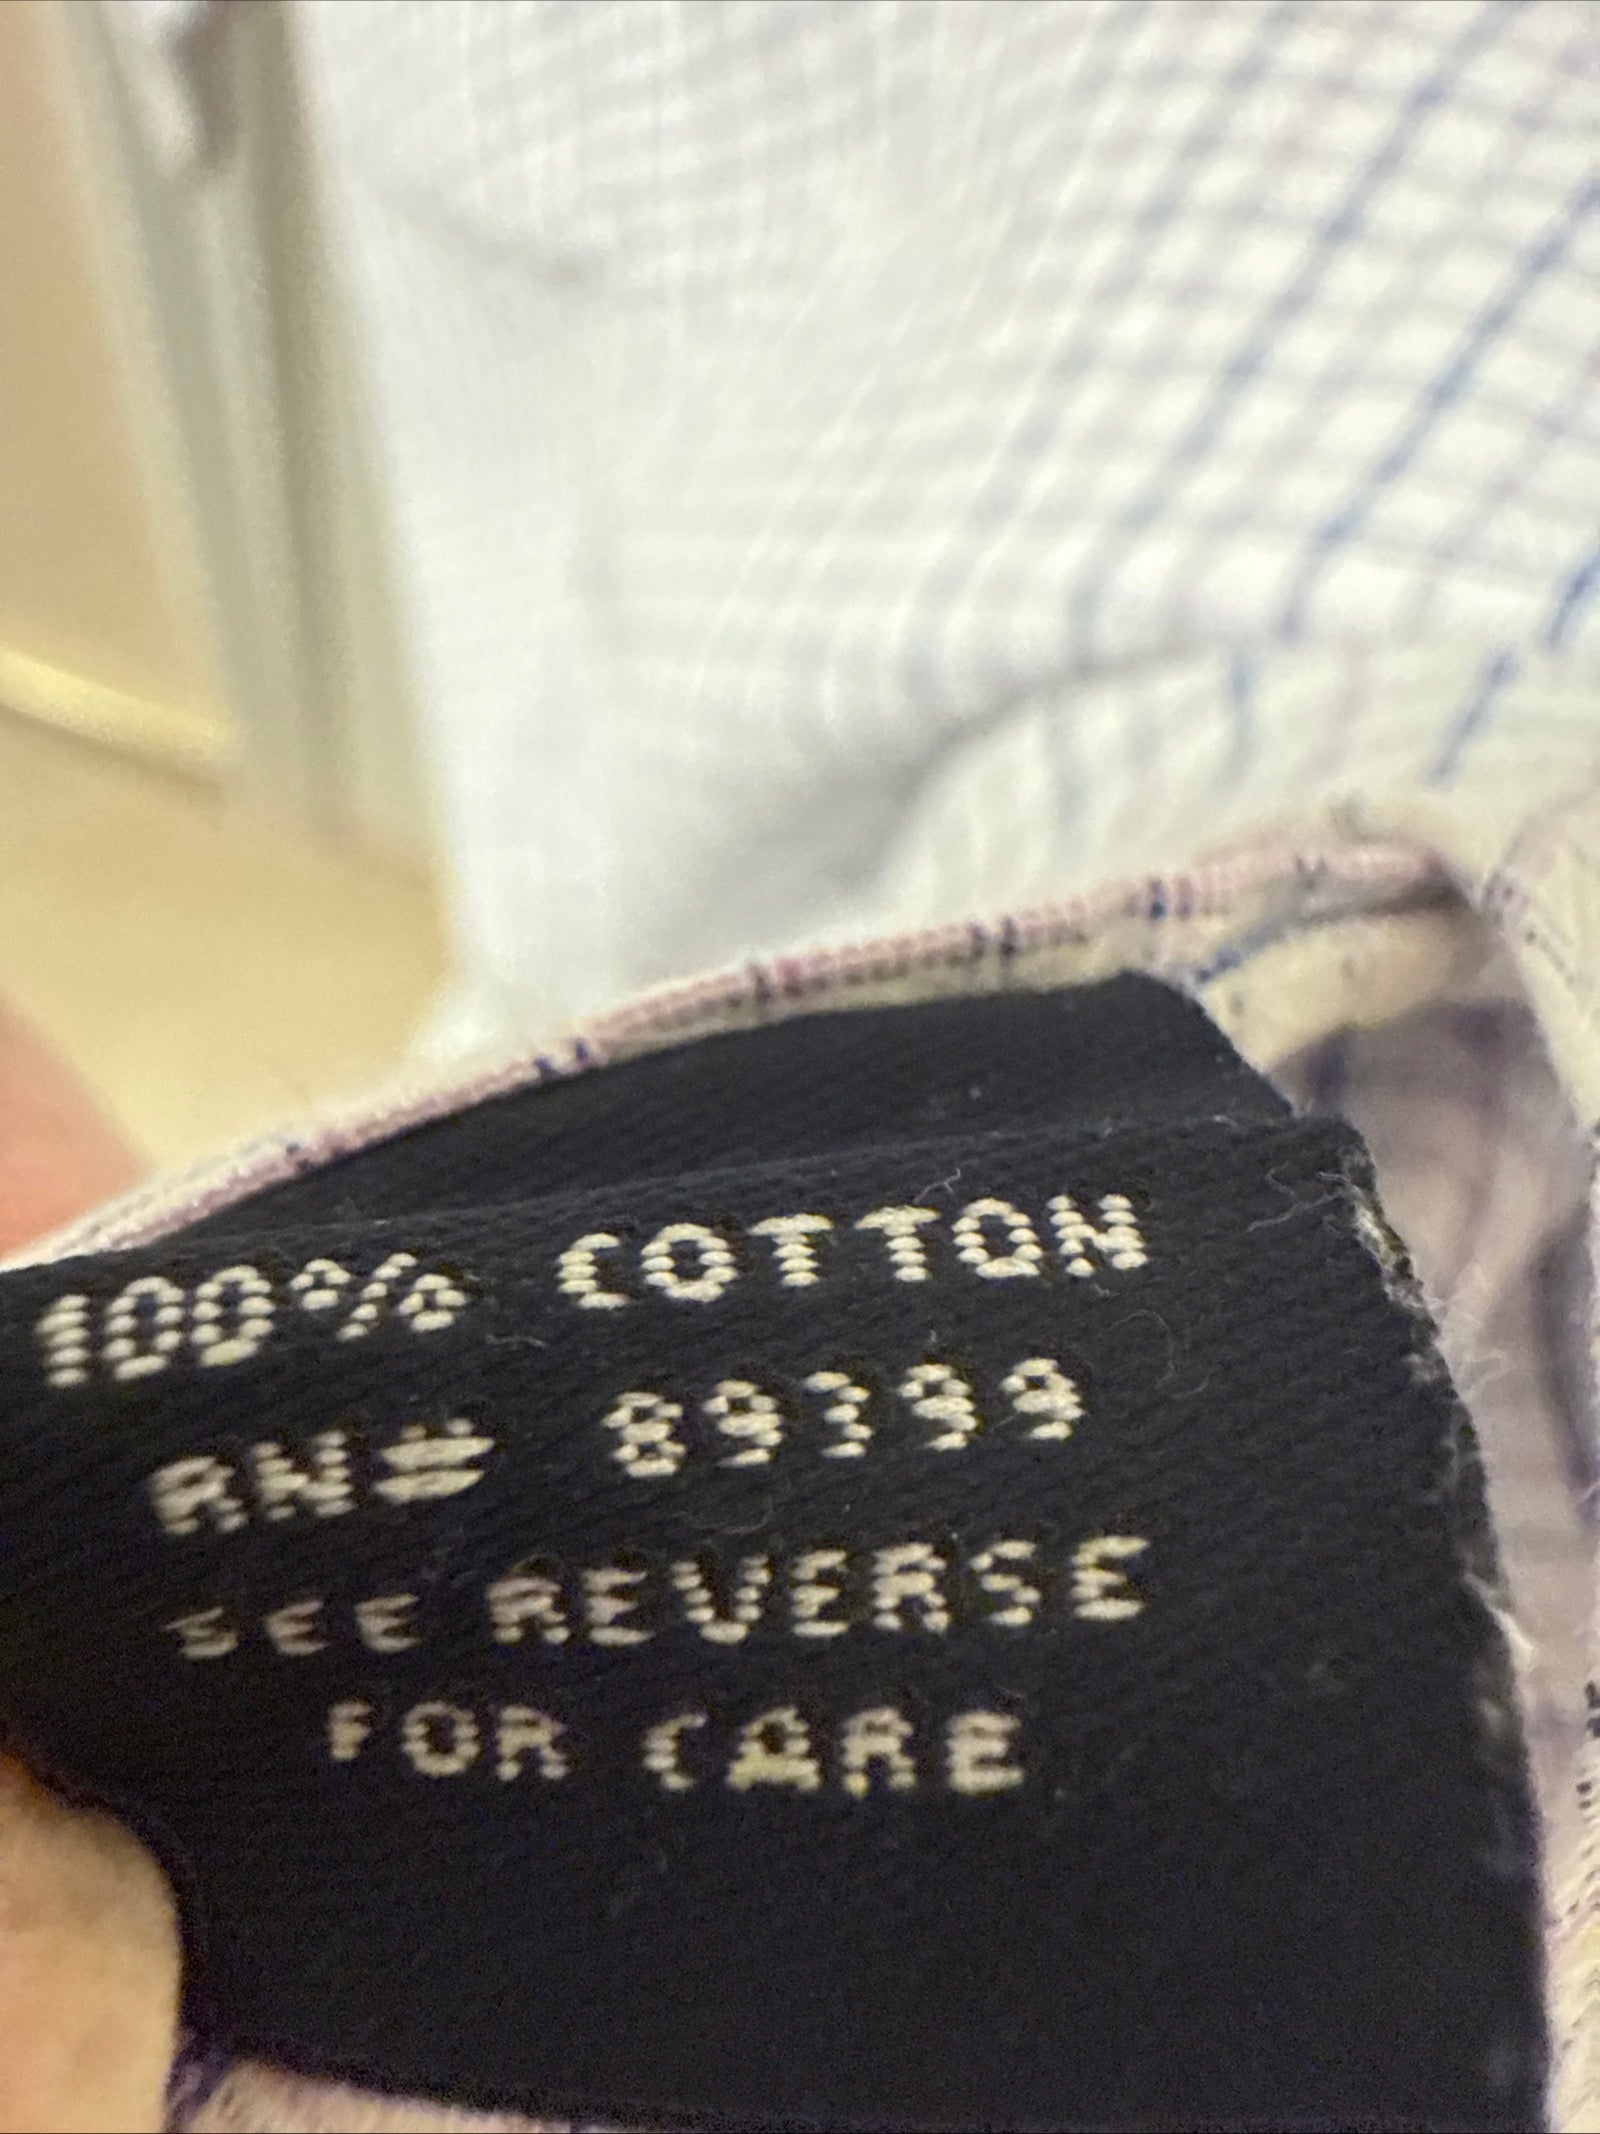 100% COTTON
RN# 89399
SEE REVERSE
FOR CARE